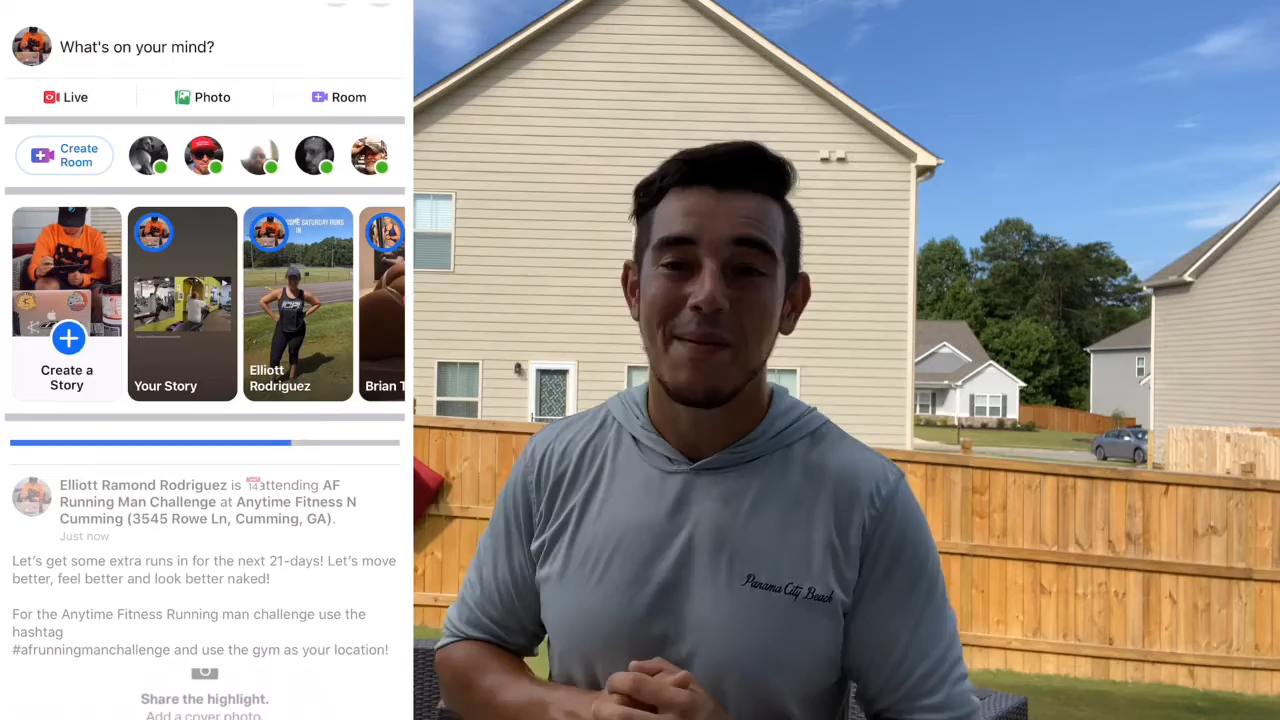 What's on your mind?
Live
Photo
Room
Create
Room
Create a
Story
Your Story
SATURDAY RUNS
IN
Elliott
Rodriguez
Brian T
Elliott Ramond Rodriguez is attending AF
Running Man Challenge at Anytime Fitness N
Cumming (3545 Rowe Ln, Cumming, GA).
Just now
Let's get some extra runs in for the next 21-days! Let's move
better, feel better and look better naked!
For the Anytime Fitness Running man challenge use the
hashtag
#afrunningmanchallenge and use the gym as your location!
Share the highlight.
Add a cover photo.
Panama City Beach